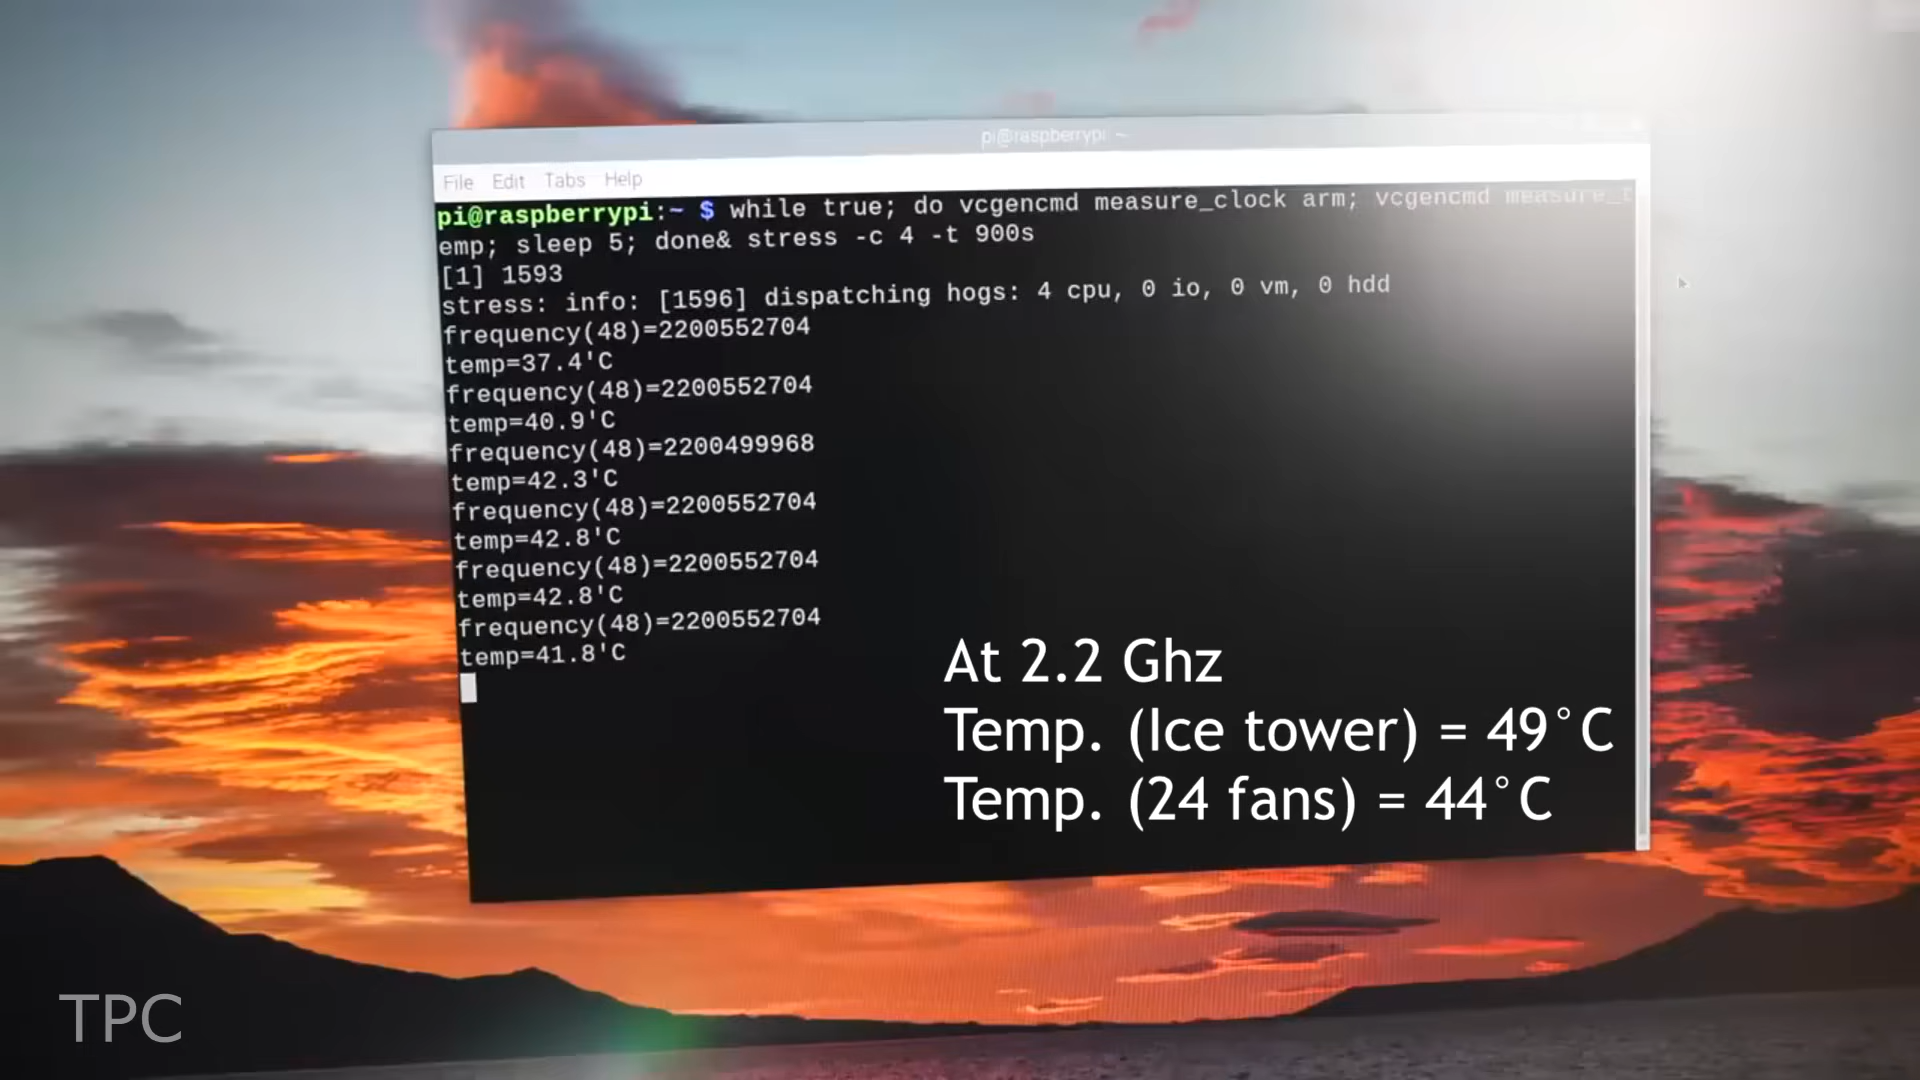 pi@raspberrypi: ~
File Edit Tabs Help
pi@raspberrypi:~ $ while true; do vcgencmd measure_clock arm; vcgencmd measure_t
emp; sleep 5; done& stress -c 4 -t 900s
[1] 1593
stress: info: [1596] dispatching hogs: 4 cpu, 0 io, 0 vm, 0 hdd
frequency(48)=2200552704
temp=37.4'C
frequency(48)=2200552704
temp=40.9'C
frequency(48)=2200499968
temp=42.3'C
frequency(48)=2200552704
temp=42.8'C
frequency(48)=2200552704
temp=42.8'C
frequency(48)=2200552704
temp=41.8'C
At 2.2 Ghz
Temp. (Ice tower) = 49°C
Temp. (24 fans) = 44°C
TPC